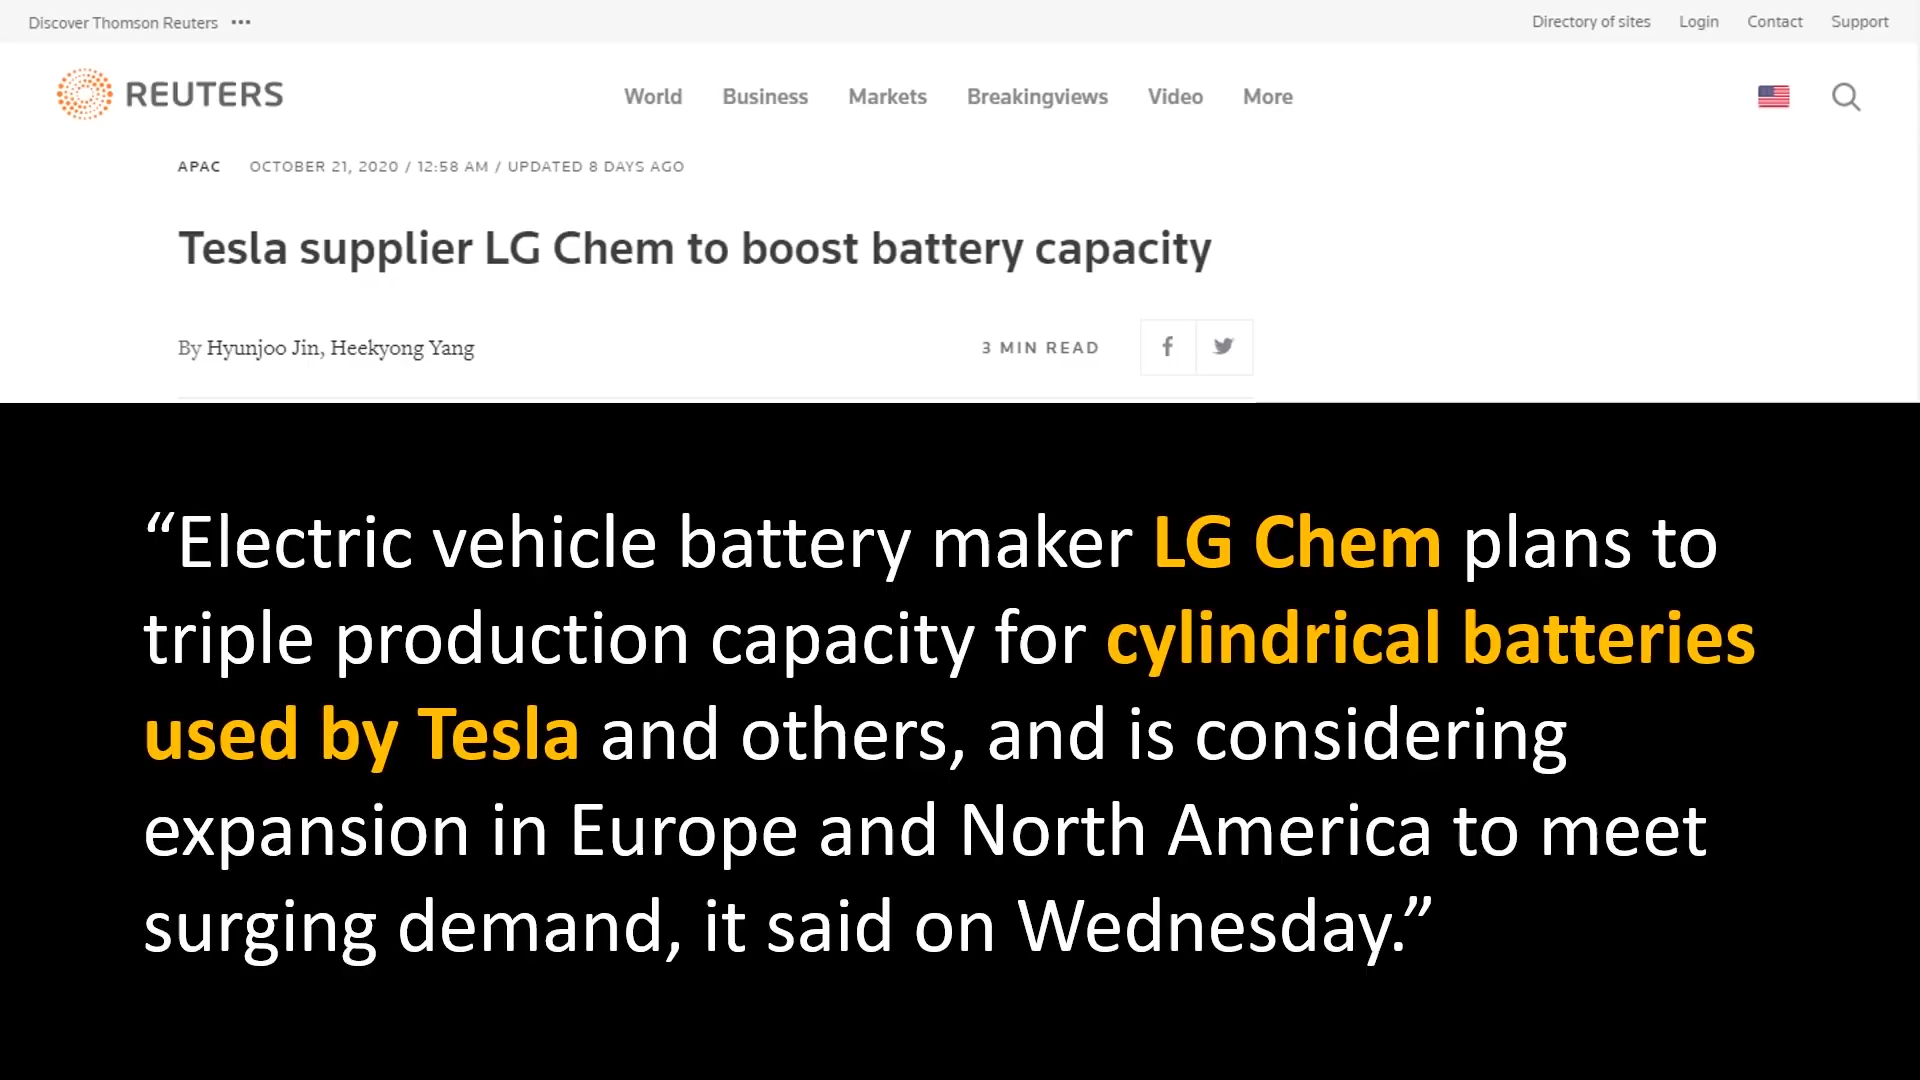 Discover Thomson Reuters •••
Directory of sites Login Contact Support
REUTERS
World Business Markets Breakingviews Video More
APAC OCTOBER 21, 2020 / 12:58 AM / UPDATED 8 DAYS AGO
Tesla supplier LG Chem to boost battery capacity
By Hyunjoo Jin, Heekyong Yang
3 MIN READ
“Electric vehicle battery maker LG Chem plans to
triple production capacity for cylindrical batteries
used by Tesla and others, and is considering
expansion in Europe and North America to meet
surging demand, it said on Wednesday.”